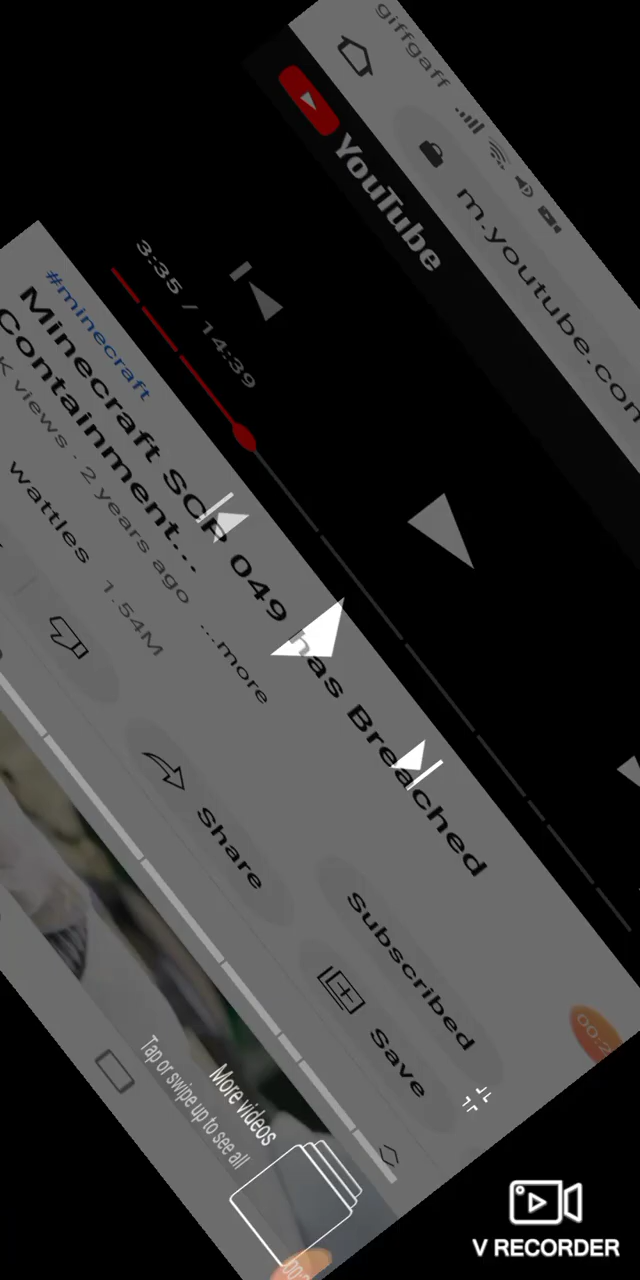 giffgaff
m.youtube.com
YouTube
3:35 / 14:39
#minecraft
Minecraft SCP 049 has Breached
Containment...
K views · 2 years ago ...more
wattles 1.54M
Subscribed
Share
Save
More videos
Tap or swipe up to see all
V RECORDER